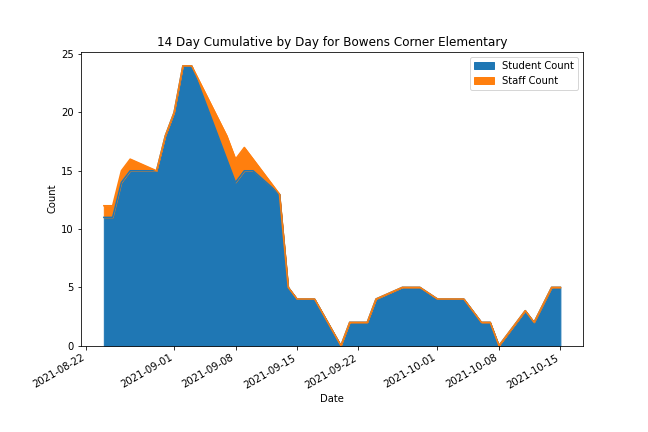 14 Day Cumulative by Day for Bowens Corner Elementary
Student Count
Staff Count
25
20
15
10
5
0
Count
2021-08-22
2021-09-01
2021-09-08
2021-09-15
2021-09-22
2021-10-01
2021-10-08
2021-10-15
Date